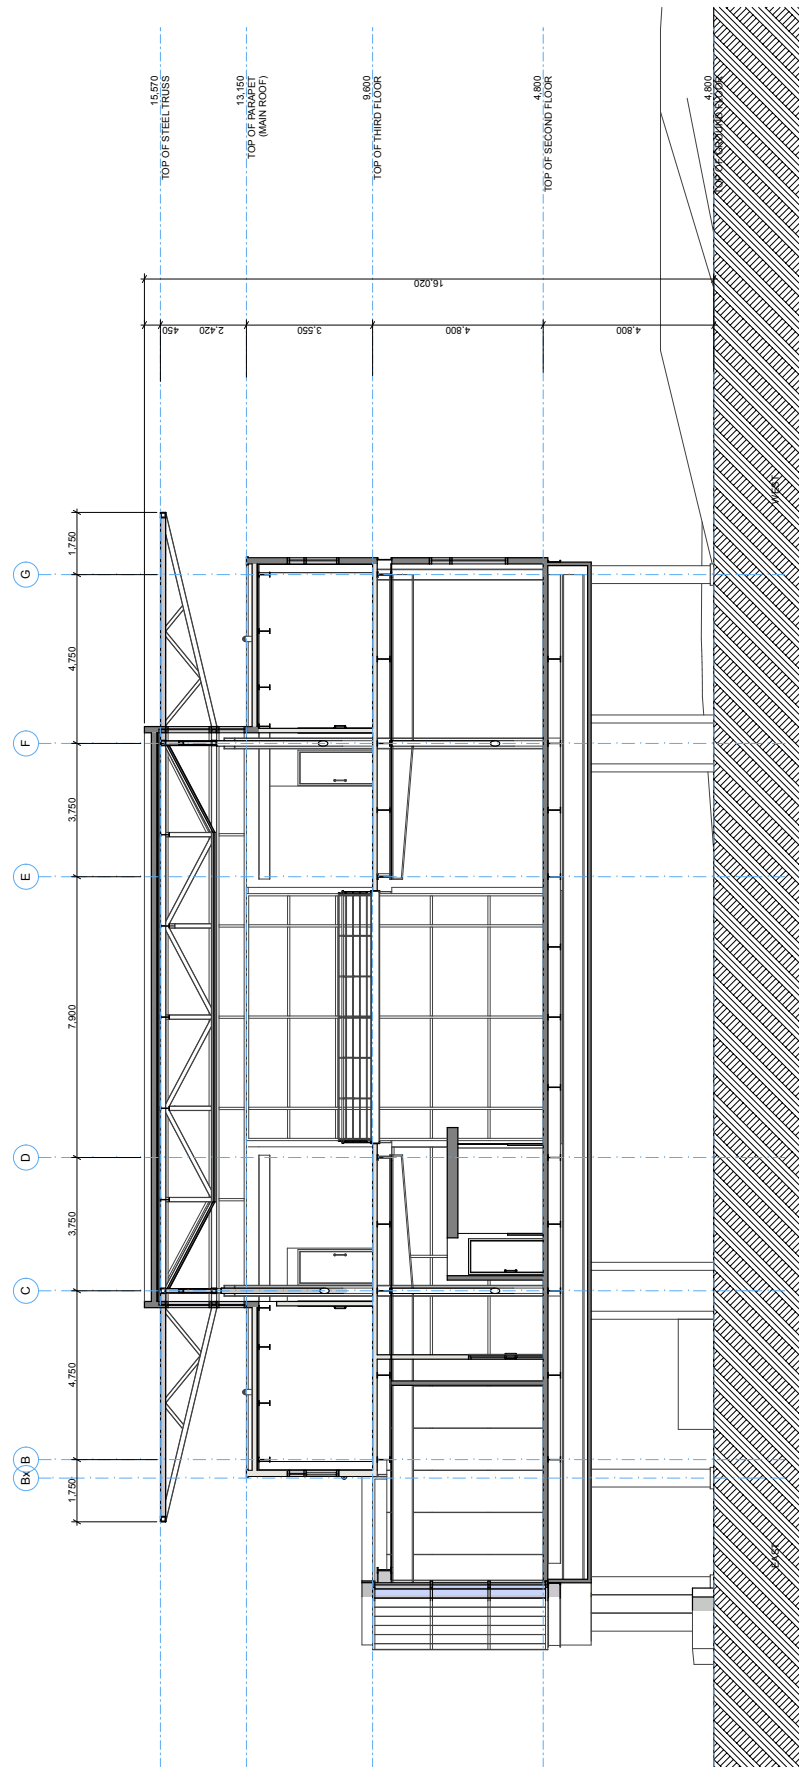 15,570
TOP OF STEEL TRUSS
13,150
TOP OF PARAPET
(MAIN ROOF)
9,600
TOP OF THIRD FLOOR
4,800
TOP OF SECOND FLOOR
4,800
TOP OF GROUND FLOOR
16,020
450
2,420
3,550
4,800
4,800
1,750
G
4,750
F
3,750
E
7,900
D
3,750
C
4,750
B
Bx
1,750
WEST
EAST